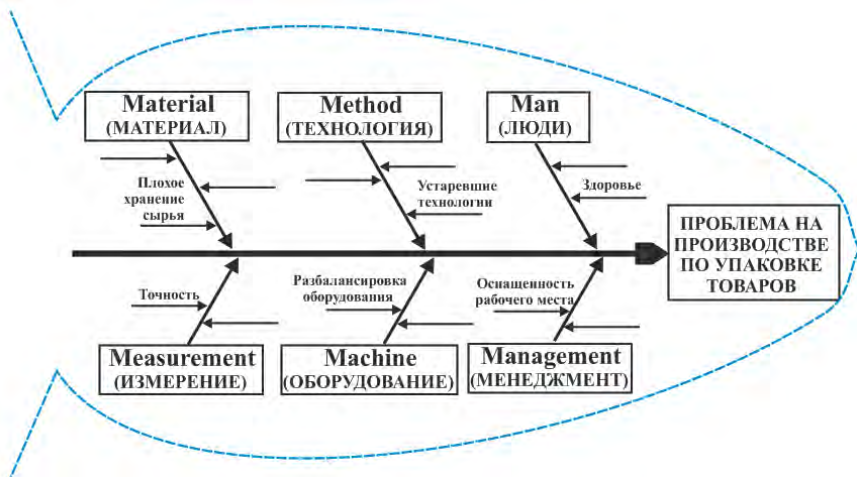 Material
(МАТЕРИАЛ)
Method
(ТЕХНОЛОГИЯ)
Man
(ЛЮДИ)
Плохое
хранение
сырья
Устаревшие
технологии
Здоровье
ПРОБЛЕМА НА
ПРОИЗВОДСТВЕ
ПО УПАКОВКЕ
ТОВАРОВ
Точность
Разбалансировка
оборудования
Оснащенность
рабочего места
Measurement
(ИЗМЕРЕНИЕ)
Machine
(ОБОРУДОВАНИЕ)
Management
(МЕНЕДЖМЕНТ)